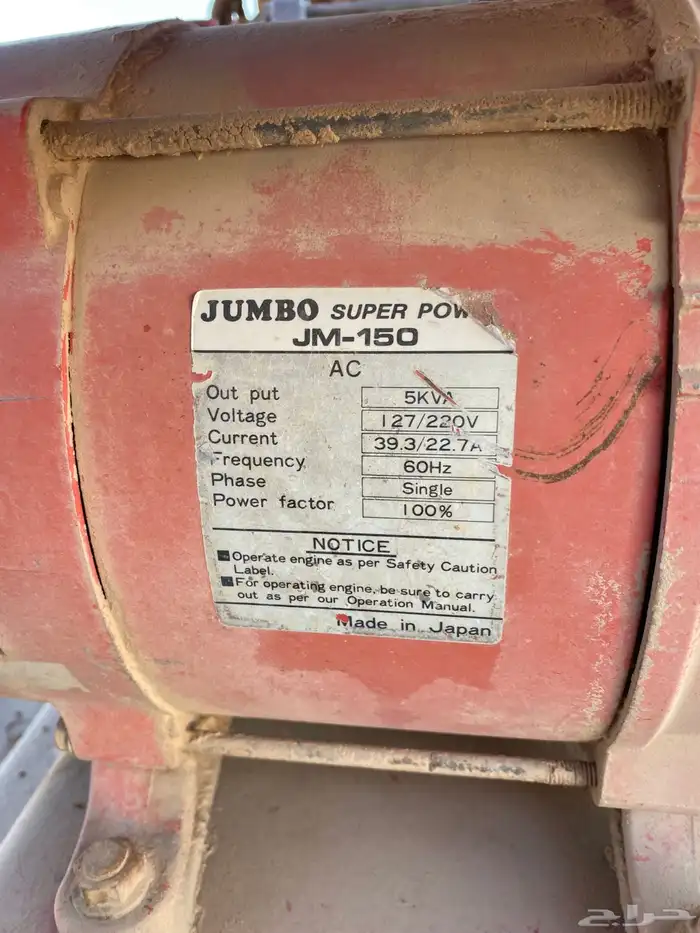 JUMBO SUPER POW
JM-150
AC
Out put 5KVA
Voltage 127/220V
Current 39.3/22.7A
Frequency 60Hz
Phase Single
Power factor 100%
NOTICE
Operate engine as per Safety Caution
Label.
For operating engine, be sure to carry
out as per our Operation Manual.
Made in Japan
حراج